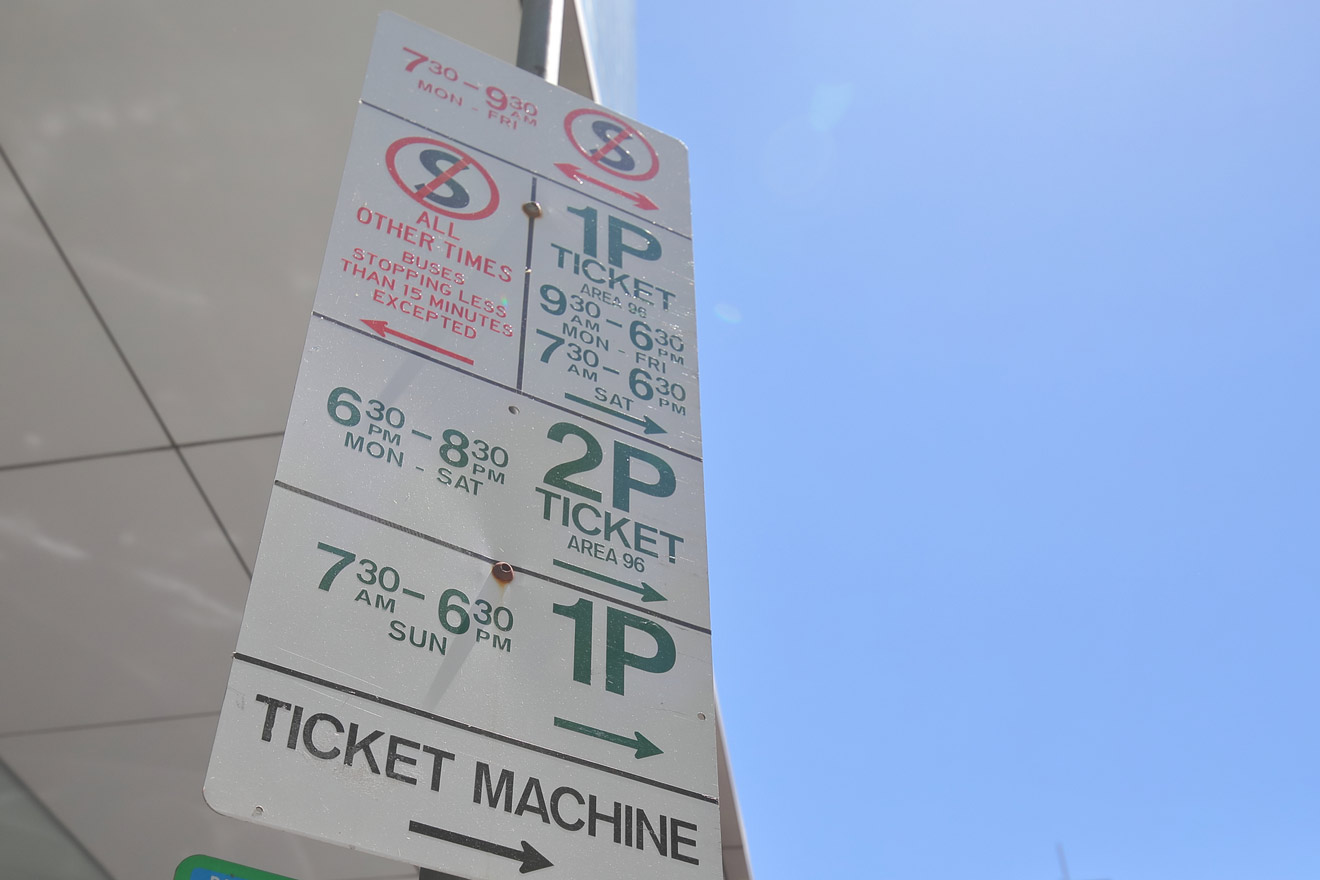 730 - 9 30 AM
MON - FRI
S
S
ALL
OTHER TIMES
BUSES
STOPPING LESS
THAN 15 MINUTES
EXCEPTED
1P
TICKET
AREA 96
9 30 AM - 6 30 PM
MON - FRI
7 30 AM - 6 30 PM
SAT
6 30 PM - 8 30 PM
MON - SAT
2P
TICKET
AREA 96
7 30 AM - 6 30 PM
SUN
1P
TICKET MACHINE